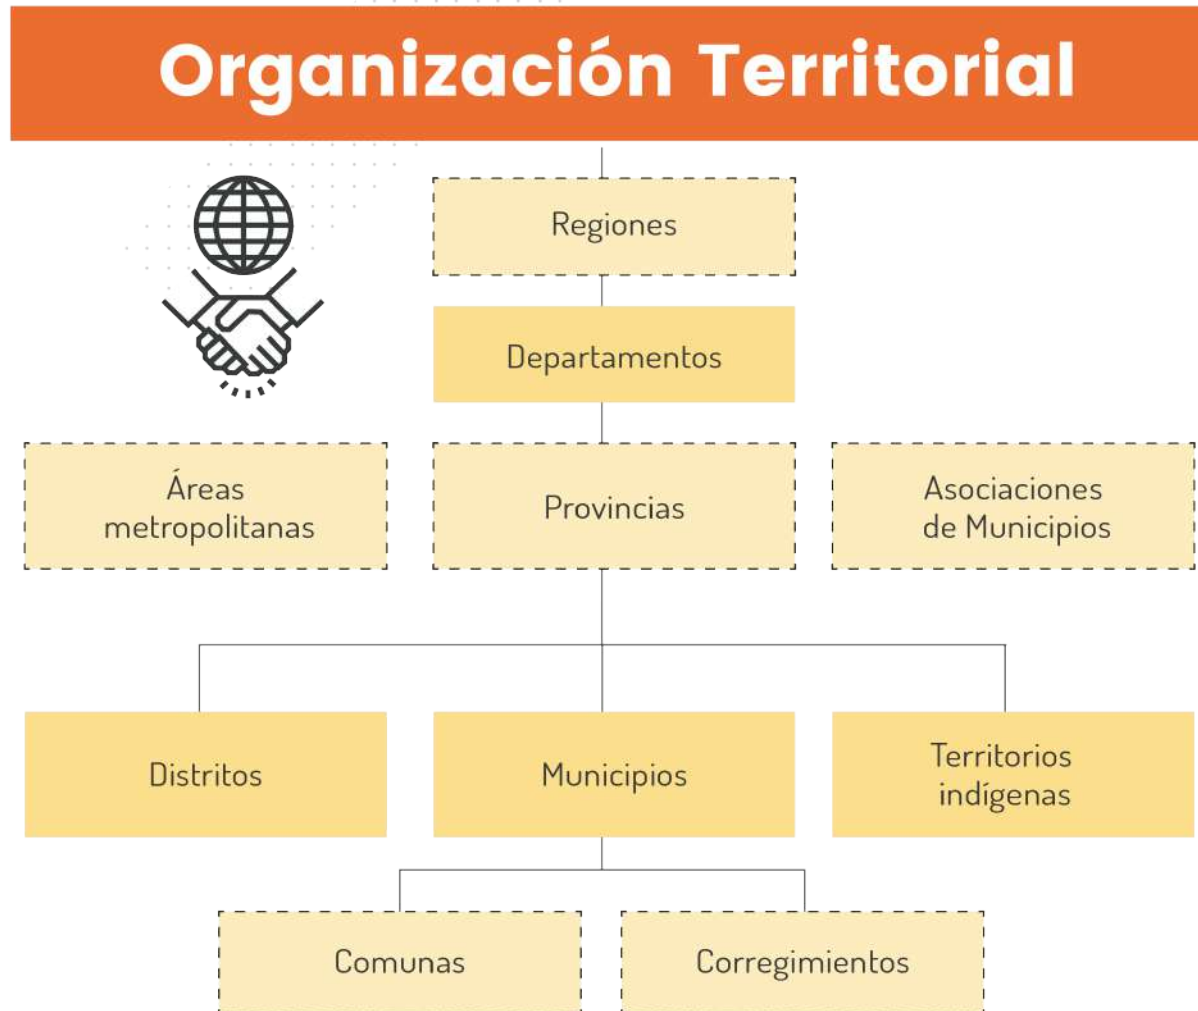 Organización Territorial
Regiones
Departamentos
Áreas
metropolitanas
Provincias
Asociaciones
de Municipios
Distritos
Municipios
Territorios
indígenas
Comunas
Corregimientos